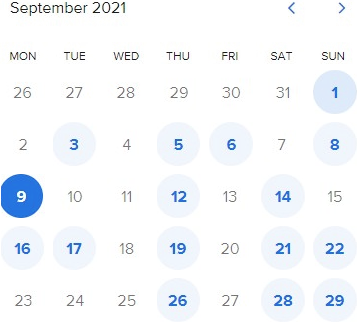 September 2021
MON TUE WED THU FRI SAT SUN
26 27 28 29 30 31 1
2 3 4 5 6 7 8
9 10 11 12 13 14 15
16 17 18 19 20 21 22
23 24 25 26 27 28 29